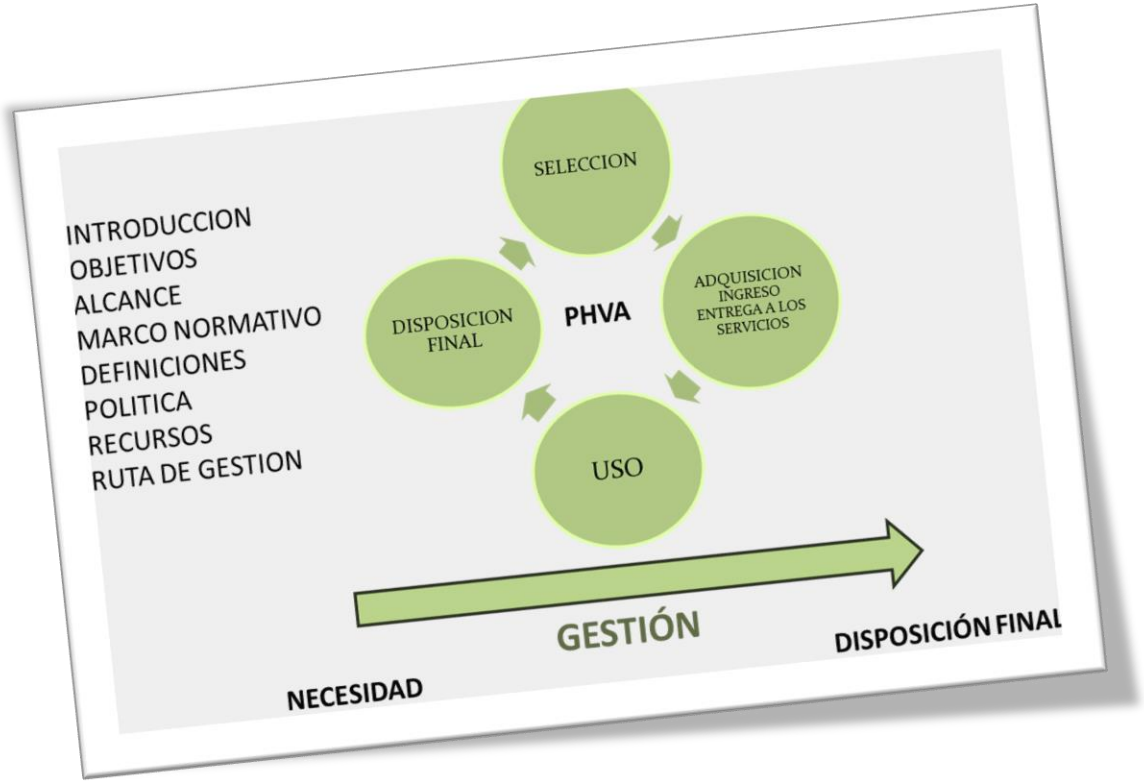 INTRODUCCION
OBJETIVOS
ALCANCE
MARCO NORMATIVO
DEFINICIONES
POLITICA
RECURSOS
RUTA DE GESTION
SELECCION
ADQUISICION
INGRESO
ENTREGA A LOS
SERVICIOS
USO
DISPOSICION
FINAL
PHVA
GESTIÓN
NECESIDAD
DISPOSICIÓN FINAL